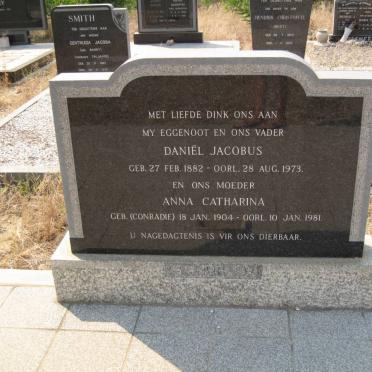 SMITH
GERTRUIDA JACOBA
MET LIEFDE DINK ONS AAN
MY EGGENOOT EN ONS VADER
DANIËL JACOBUS
GEB. 27 FEB. 1882 - OORL. 28 AUG. 1973.
EN ONS MOEDER
ANNA CATHARINA
GEB. (CONRADIE) 18 JAN. 1904 - OORL. 10 JAN. 1981.
U NAGEDAGTENIS IS VIR ONS DIERBAAR.